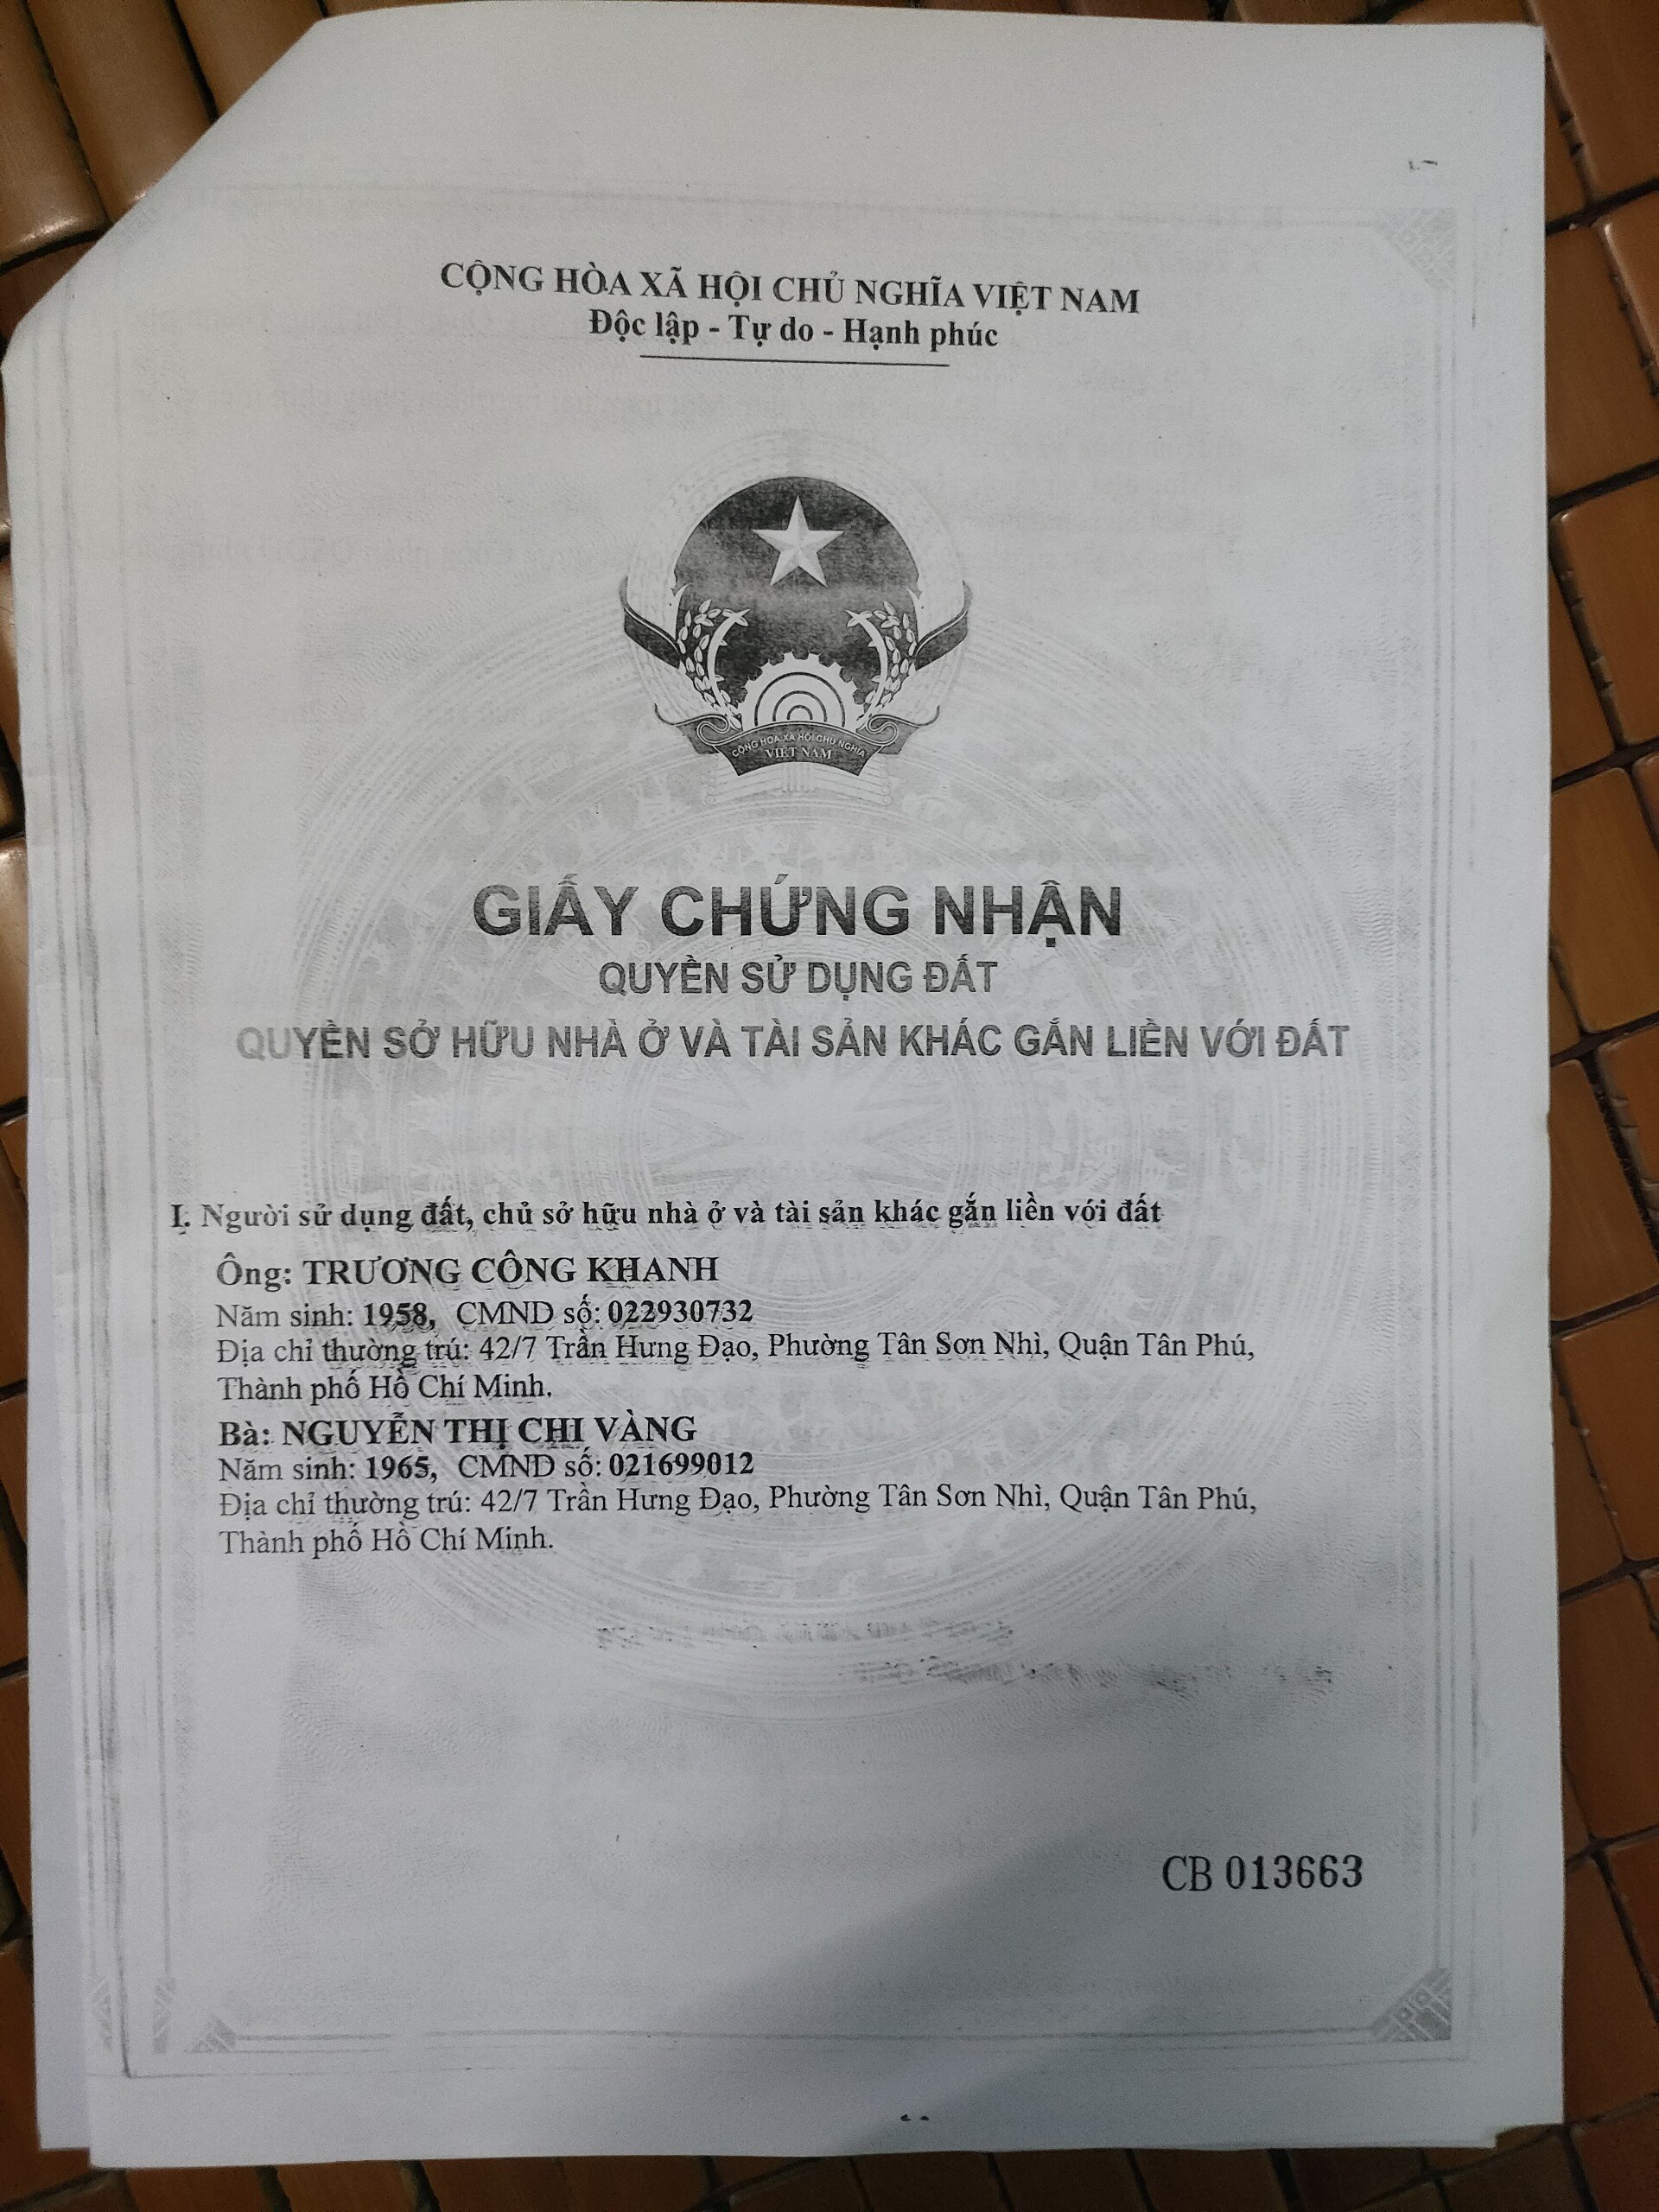 CỘNG HÒA XÃ HỘI CHỦ NGHĨA VIỆT NAM
Độc lập - Tự do - Hạnh phúc
CỘNG HÒA XÃ HỘI CHỦ NGHĨA
VIỆT NAM
GIẤY CHỨNG NHẬN
QUYỀN SỬ DỤNG ĐẤT
QUYỀN SỞ HỮU NHÀ Ở VÀ TÀI SẢN KHÁC GẮN LIỀN VỚI ĐẤT
I. Người sử dụng đất, chủ sở hữu nhà ở và tài sản khác gắn liền với đất
Ông: TRƯƠNG CÔNG KHANH
Năm sinh: 1958, CMND số: 022930732
Địa chỉ thường trú: 42/7 Trần Hưng Đạo, Phường Tân Sơn Nhì, Quận Tân Phú,
Thành phố Hồ Chí Minh.
Bà: NGUYỄN THỊ CHI VÀNG
Năm sinh: 1965, CMND số: 021699012
Địa chỉ thường trú: 42/7 Trần Hưng Đạo, Phường Tân Sơn Nhì, Quận Tân Phú,
Thành phố Hồ Chí Minh.
CB 013663